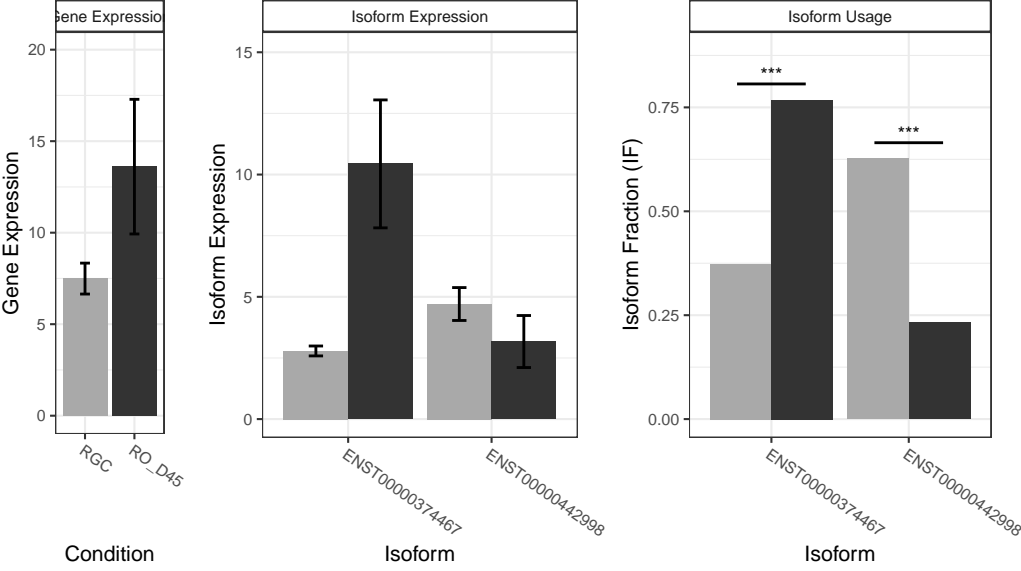 Gene Expression
Isoform Expression
Isoform Usage
Gene Expression
20
15
10
5
0
RGC
RO_D45
Condition
Isoform Expression
15
10
5
0
ENST00000374467
ENST00000442998
Isoform
Isoform Fraction (IF)
0.75
0.50
0.25
0.00
***
***
ENST00000374467
ENST00000442998
Isoform